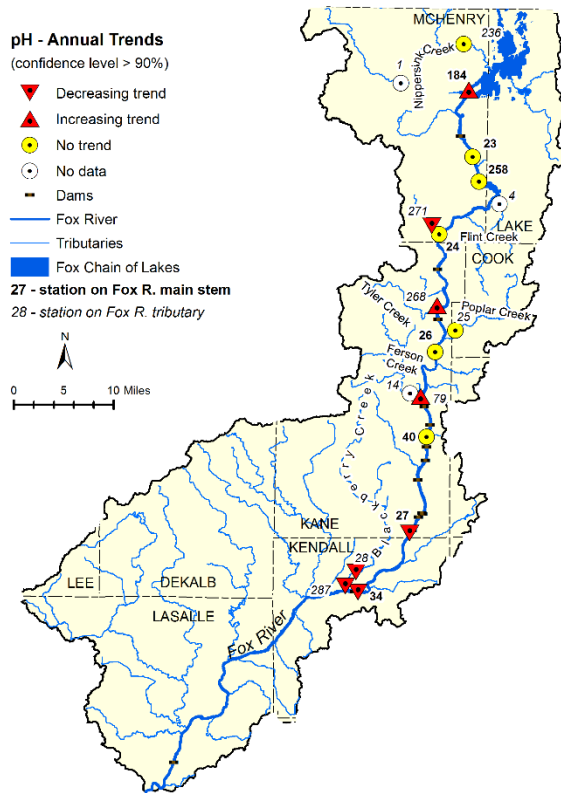 pH - Annual Trends
(confidence level > 90%)
Decreasing trend
Increasing trend
No trend
No data
Dams
Fox River
Tributaries
Fox Chain of Lakes
27 - station on Fox R. main stem
28 - station on Fox R. tributary
N
0 5 10 Miles
MCHENRY
236
Nippersink Creek
1
184
23
258
4
271
LAKE
Flint Creek
24
COOK
268
Tyler Creek
Poplar Creek
25
26
Ferson
Creek
14
79
40
Blackberry Creek
27
KANE
KENDALL
28
LEE
DEKALB
287
34
LASALLE
Fox River